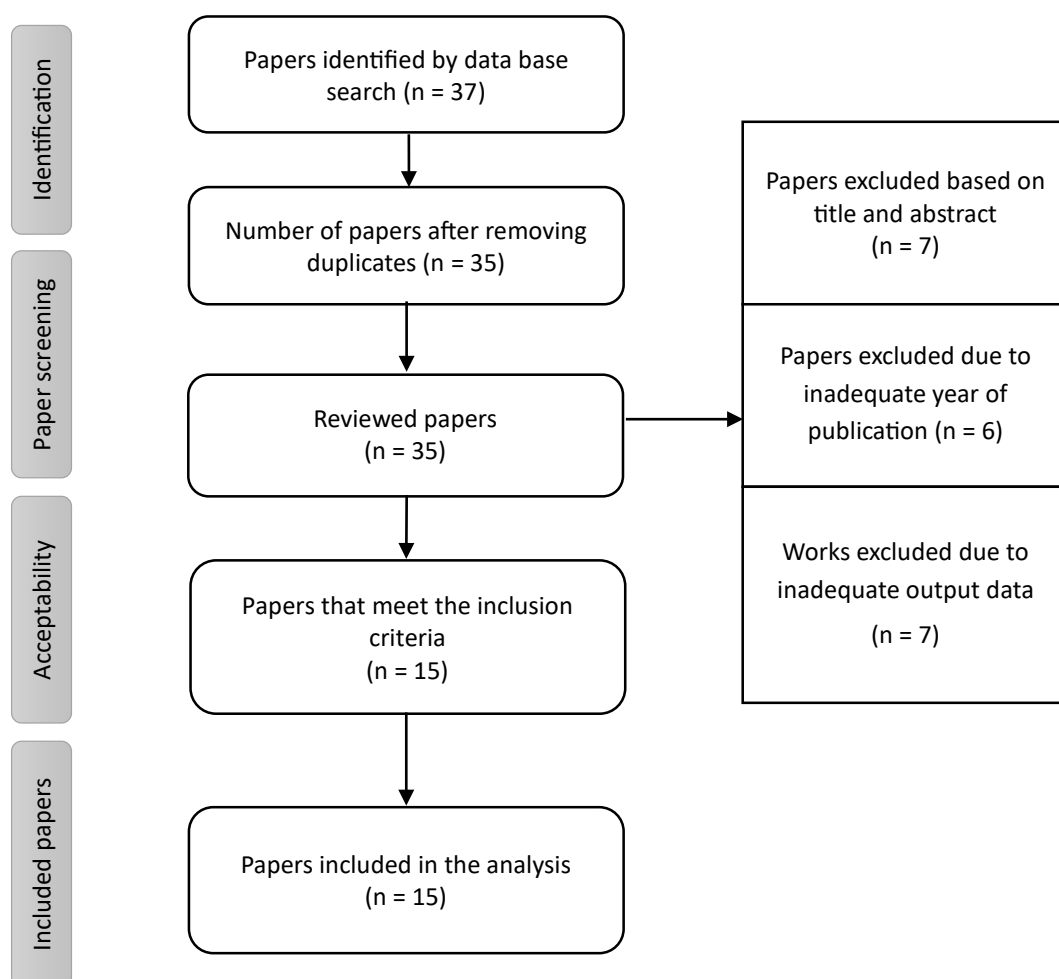 Identification
Papers identified by data base
search (n = 37)
Number of papers after removing
duplicates (n = 35)
Paper screening
Reviewed papers
(n = 35)
Papers excluded based on
title and abstract
(n = 7)
Papers excluded due to
inadequate year of
publication (n = 6)
Works excluded due to
inadequate output data
(n = 7)
Acceptability
Papers that meet the inclusion
criteria
(n = 15)
Included papers
Papers included in the analysis
(n = 15)